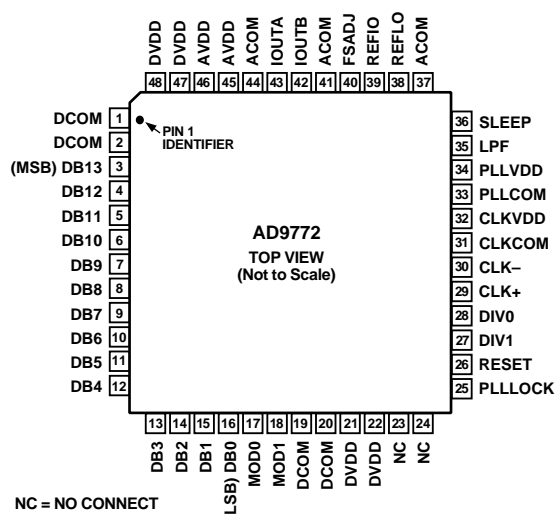 DVDD DVDD AVDD AVDD ACOM IOUTA IOUTB ACOM FSADJ REFIO REFLO ACOM
48 47 46 45 44 43 42 41 40 39 38 37
DCOM 1
DCOM 2
(MSB) DB13 3
DB12 4
DB11 5
DB10 6
DB9 7
DB8 8
DB7 9
DB6 10
DB5 11
DB4 12
PIN 1
IDENTIFIER
AD9772
TOP VIEW
(Not to Scale)
36 SLEEP
35 LPF
34 PLLVDD
33 PLLCOM
32 CLKVDD
31 CLKCOM
30 CLK–
29 CLK+
28 DIV0
27 DIV1
26 RESET
25 PLLLOCK
13 14 15 16 17 18 19 20 21 22 23 24
DB3 DB2 DB1 LSB) DB0 MOD0 MOD1 DCOM DCOM DVDD DVDD NC NC
NC = NO CONNECT